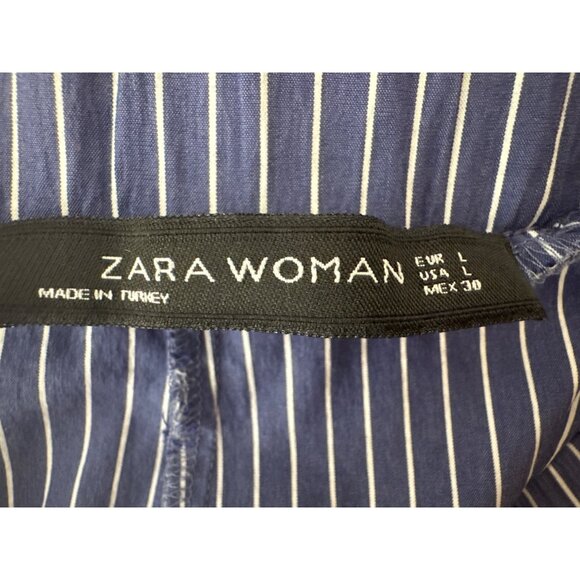 ZARA WOMAN
MADE IN TURKEY
EUR L
USA L
MEX 30